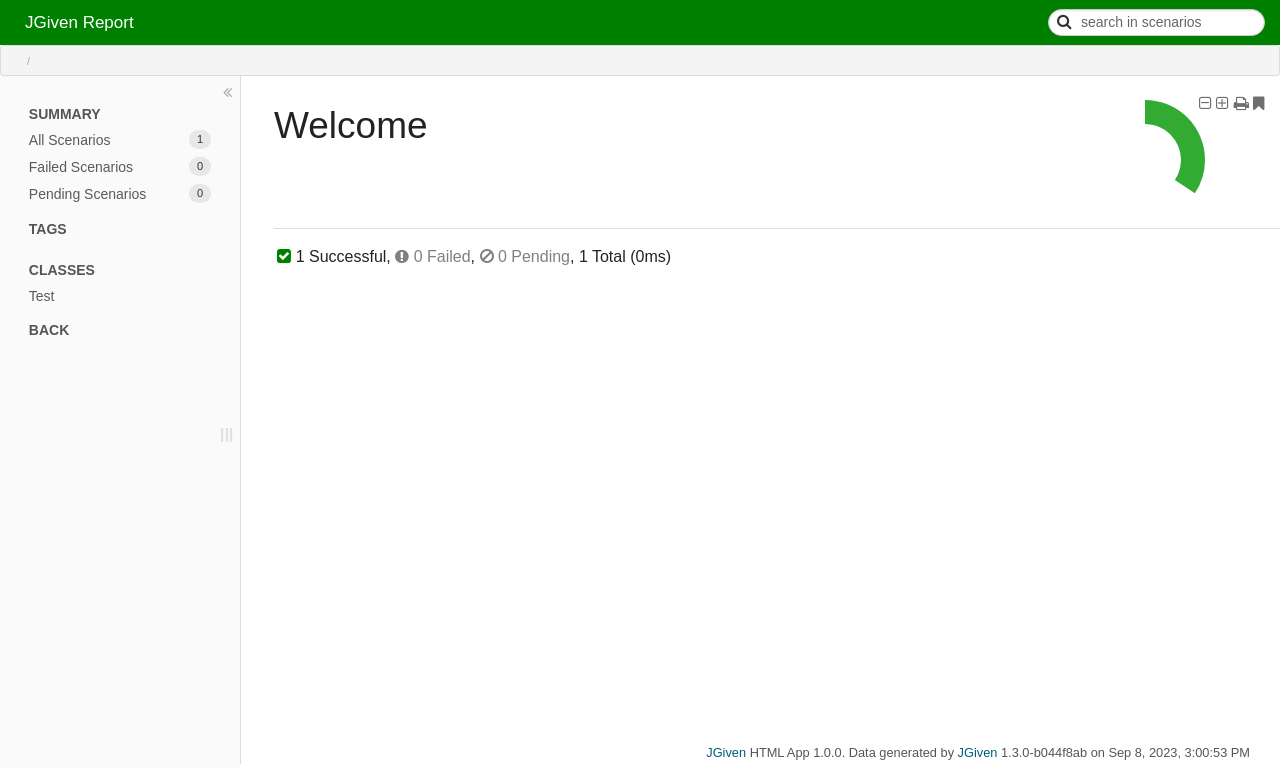 JGiven Report
search in scenarios
/
SUMMARY
All Scenarios 1
Failed Scenarios 0
Pending Scenarios 0
TAGS
CLASSES
Test
BACK
Welcome
1 Successful, 0 Failed, 0 Pending, 1 Total (0ms)
JGiven HTML App 1.0.0. Data generated by JGiven 1.3.0-b044f8ab on Sep 8, 2023, 3:00:53 PM